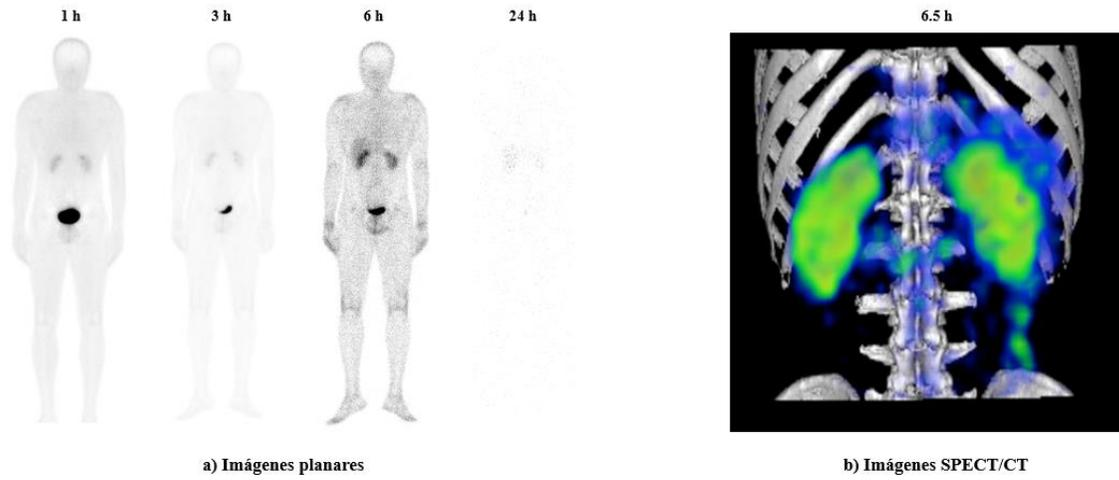 1 h 3 h 6 h 24 h 6.5 h
a) Imágenes planares b) Imágenes SPECT/CT